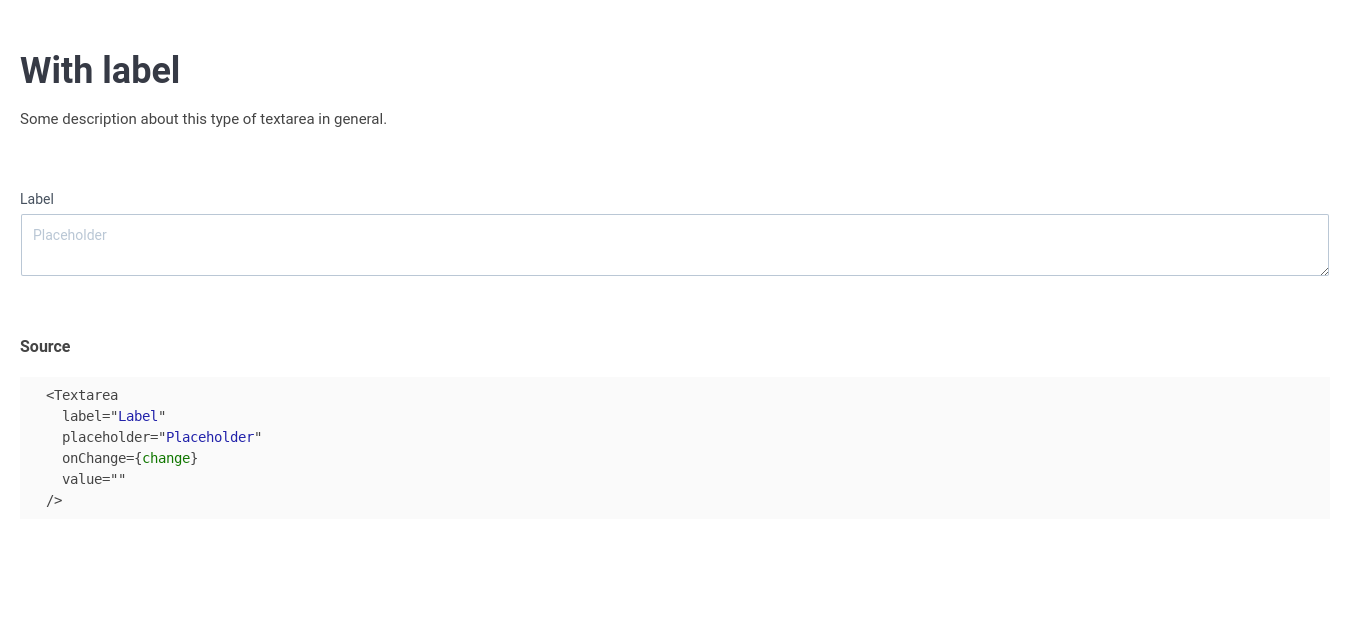 With label
Some description about this type of textarea in general.
Label
Placeholder
Source
<Textarea
  label="Label"
  placeholder="Placeholder"
  onChange={change}
  value=""
/>